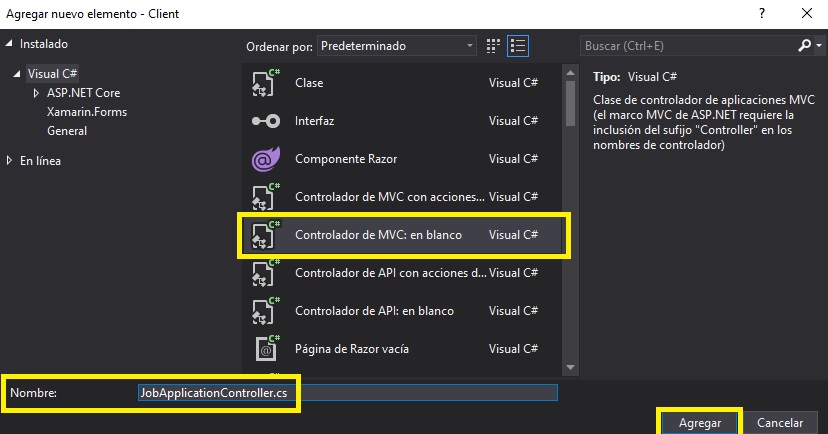 Agregar nuevo elemento - Client
? ×
Instalado
Visual C#
ASP.NET Core
Xamarin.Forms
General
En línea
Ordenar por: Predeterminado
Clase Visual C#
Interfaz Visual C#
Componente Razor Visual C#
Controlador de MVC con acciones... Visual C#
Controlador de MVC: en blanco Visual C#
Controlador de API con acciones d... Visual C#
Controlador de API: en blanco Visual C#
Página de Razor vacía Visual C#
Buscar (Ctrl+E)
Tipo: Visual C#
Clase de controlador de aplicaciones MVC
(el marco MVC de ASP.NET requiere la
inclusión del sufijo "Controller" en los
nombres de controlador)
Nombre: JobApplicationController.cs
Agregar Cancelar